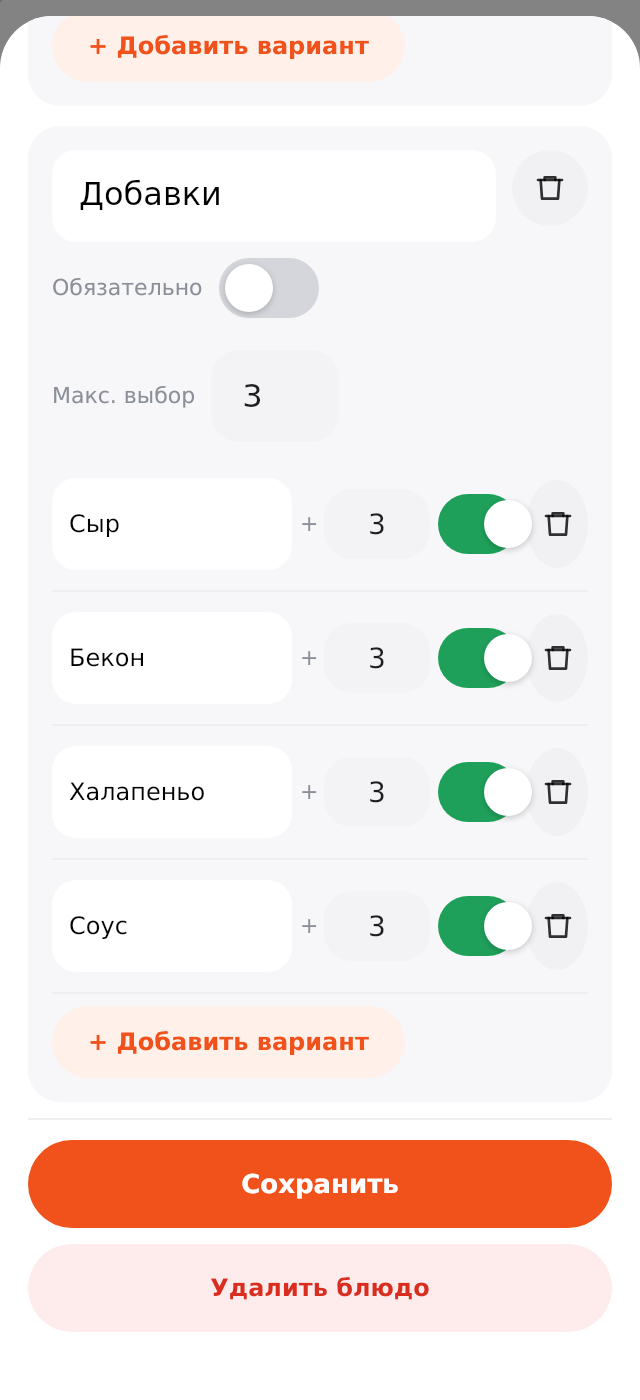 + Добавить вариант
Добавки
Обязательно
Макс. выбор 3
Сыр + 3
Бекон + 3
Халапеньо + 3
Соус + 3
+ Добавить вариант
Сохранить
Удалить блюдо